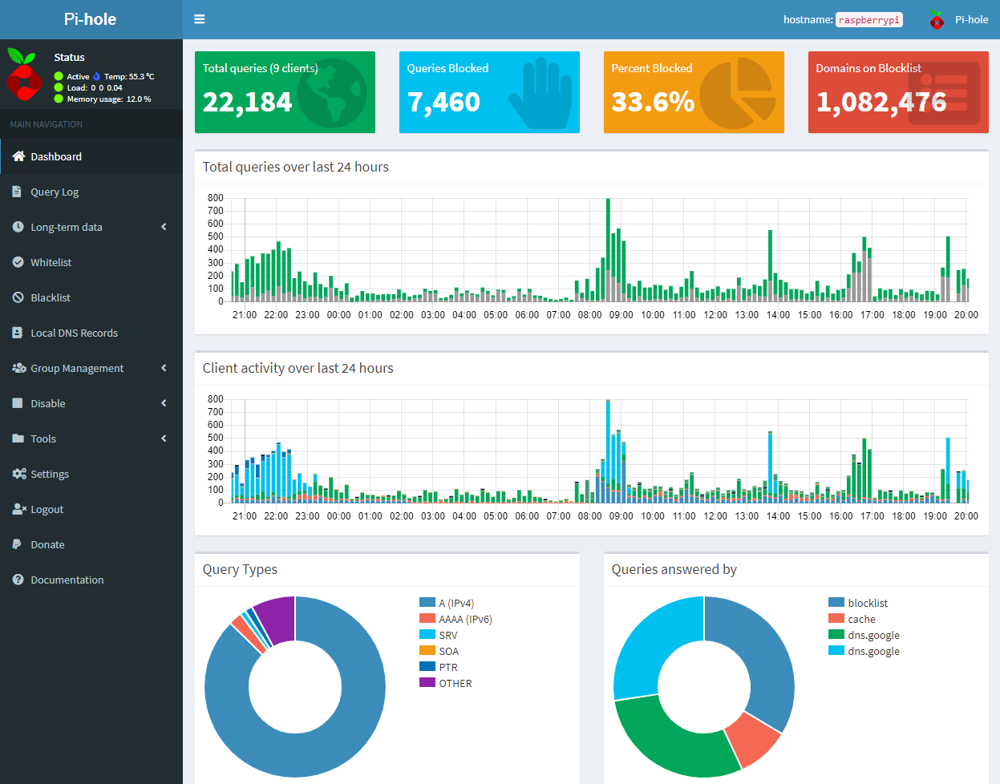 Pi-hole
hostname: raspberrypi
Pi-hole
Status
Active Temp: 55.3 °C
Load: 0 0 0.04
Memory usage: 12.0 %
MAIN NAVIGATION
Dashboard
Query Log
Long-term data
Whitelist
Blacklist
Local DNS Records
Group Management
Disable
Tools
Settings
Logout
Donate
Documentation
Total queries (9 clients)
22,184
Queries Blocked
7,460
Percent Blocked
33.6%
Domains on Blocklist
1,082,476
Total queries over last 24 hours
800
700
600
500
400
300
200
100
0
21:00 22:00 23:00 00:00 01:00 02:00 03:00 04:00 05:00 06:00 07:00 08:00 09:00 10:00 11:00 12:00 13:00 14:00 15:00 16:00 17:00 18:00 19:00 20:00
Client activity over last 24 hours
800
700
600
500
400
300
200
100
0
21:00 22:00 23:00 00:00 01:00 02:00 03:00 04:00 05:00 06:00 07:00 08:00 09:00 10:00 11:00 12:00 13:00 14:00 15:00 16:00 17:00 18:00 19:00 20:00
Query Types
A (IPv4)
AAAA (IPv6)
SRV
SOA
PTR
OTHER
Queries answered by
blocklist
cache
dns.google
dns.google